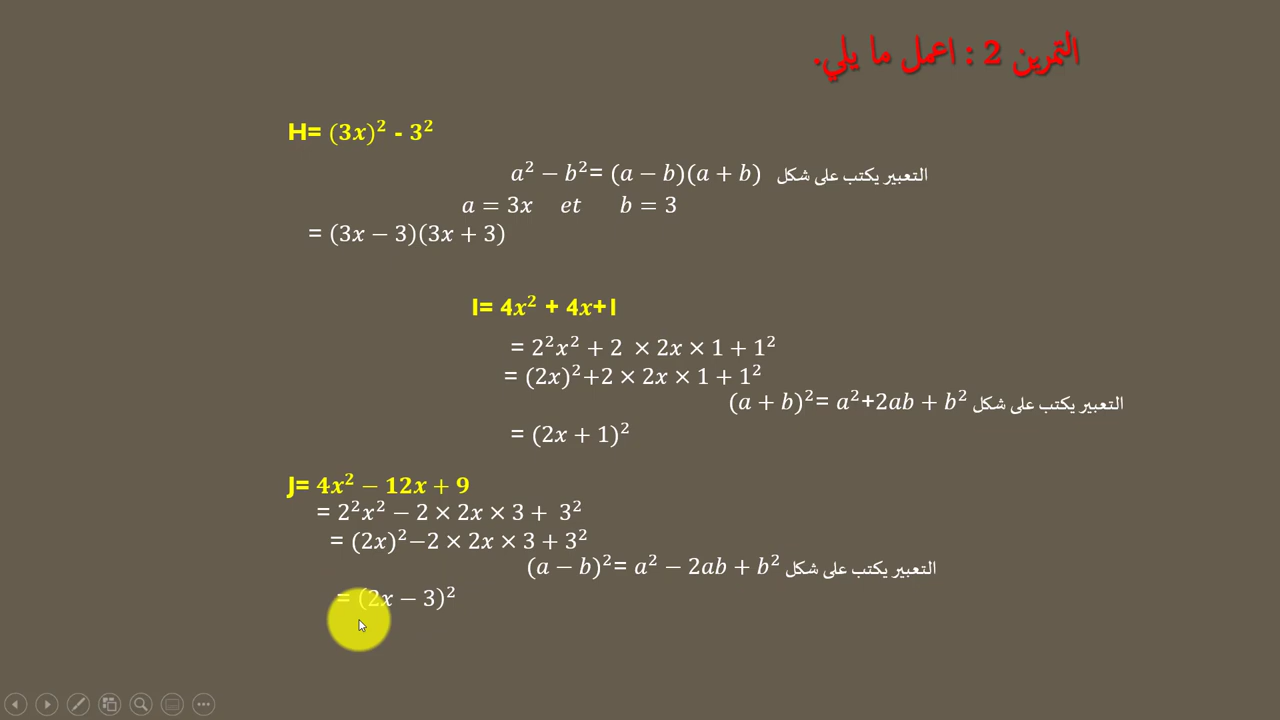 التمرين 2 : اعمل ما يلي.
H= (3x)² - 3²
a² − b²= (a − b)(a + b) التعبير يكتب على شكل
a = 3x et b = 3
= (3x − 3)(3x + 3)
I= 4x² + 4x+I
= 2²x² + 2 × 2x × 1 + 1²
= (2x)²+2 × 2x × 1 + 1²
(a + b)²= a²+2ab + b² التعبير يكتب على شكل
= (2x + 1)²
J= 4x² − 12x + 9
= 2²x² − 2 × 2x × 3 + 3²
= (2x)²−2 × 2x × 3 + 3²
(a − b)²= a² − 2ab + b² التعبير يكتب على شكل
= (2x − 3)²